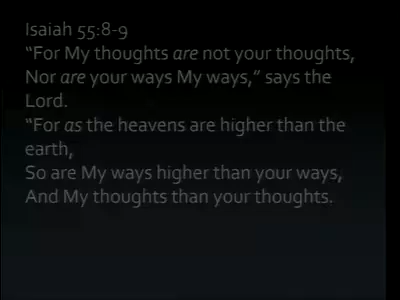 Isaiah 55:8-9
“For My thoughts are not your thoughts,
Nor are your ways My ways,” says the
Lord.
“For as the heavens are higher than the
earth,
So are My ways higher than your ways,
And My thoughts than your thoughts.